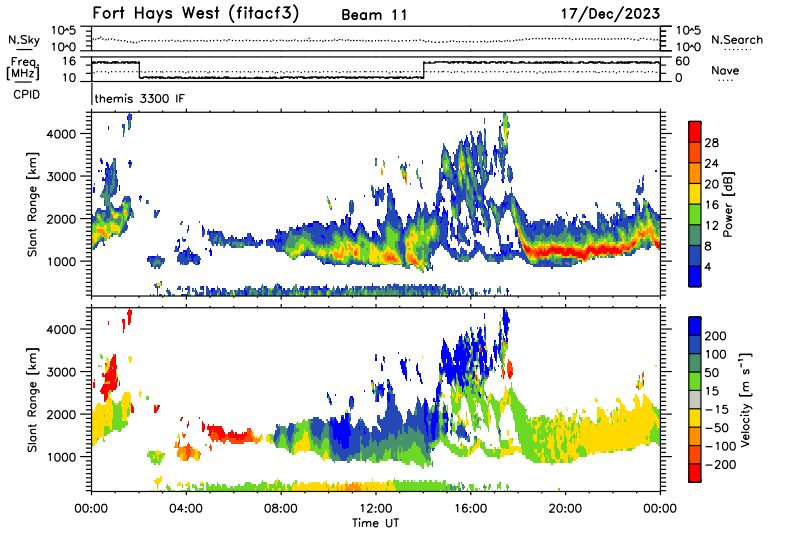 Fort Hays West (fitacf3) Beam 11 17/Dec/2023
N.Sky 10^5 10^0 10^5 10^0 N.Search
Freq. [MHz] 16 10 60 0 Nave
CPID themis 3300 IF
4000
3000
2000
1000
Slant Range [km]
28
24
20
16
12
8
4
Power [dB]
4000
3000
2000
1000
Slant Range [km]
200
100
50
15
-15
-50
-100
-200
Velocity [m s⁻¹]
00:00 04:00 08:00 12:00 16:00 20:00 00:00
Time UT